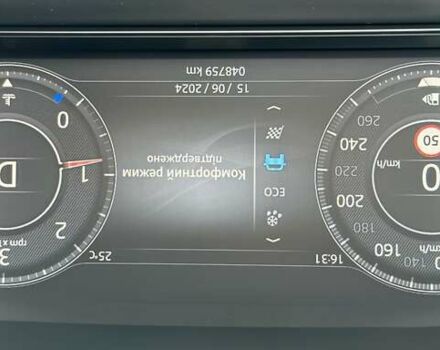 16:31
25°C
140
160
180
200
220
240
260
0
km/h
50
ECO
Комфортний режим
підтверджено
3
rpm x1
2
1
0
D
15 / 06 / 2024
048759 km